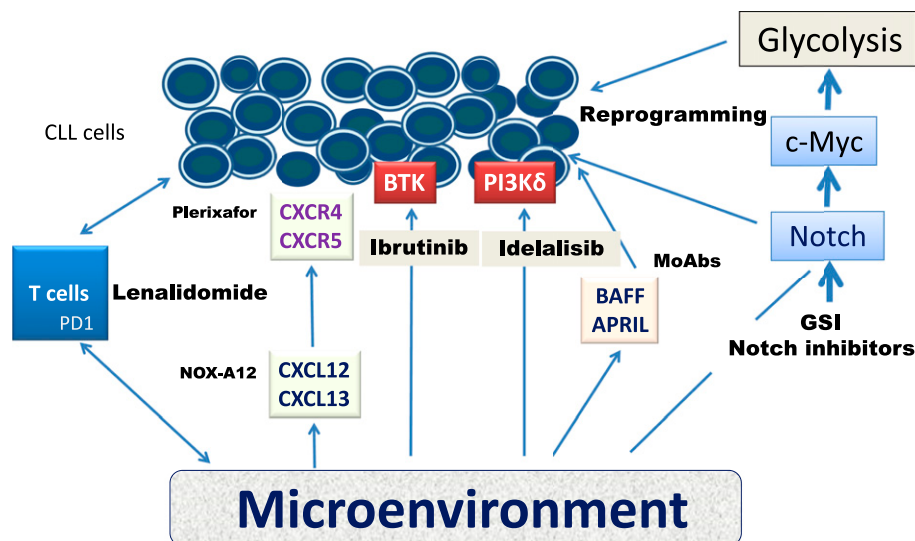 Glycolysis
Reprogramming
CLL cells
c-Myc
BTK
PI3Kδ
Plerixafor
CXCR4
CXCR5
Notch
Ibrutinib
Idelalisib
MoAbs
T cells
PD1
Lenalidomide
BAFF
APRIL
GSI
Notch inhibitors
NOX-A12
CXCL12
CXCL13
Microenvironment